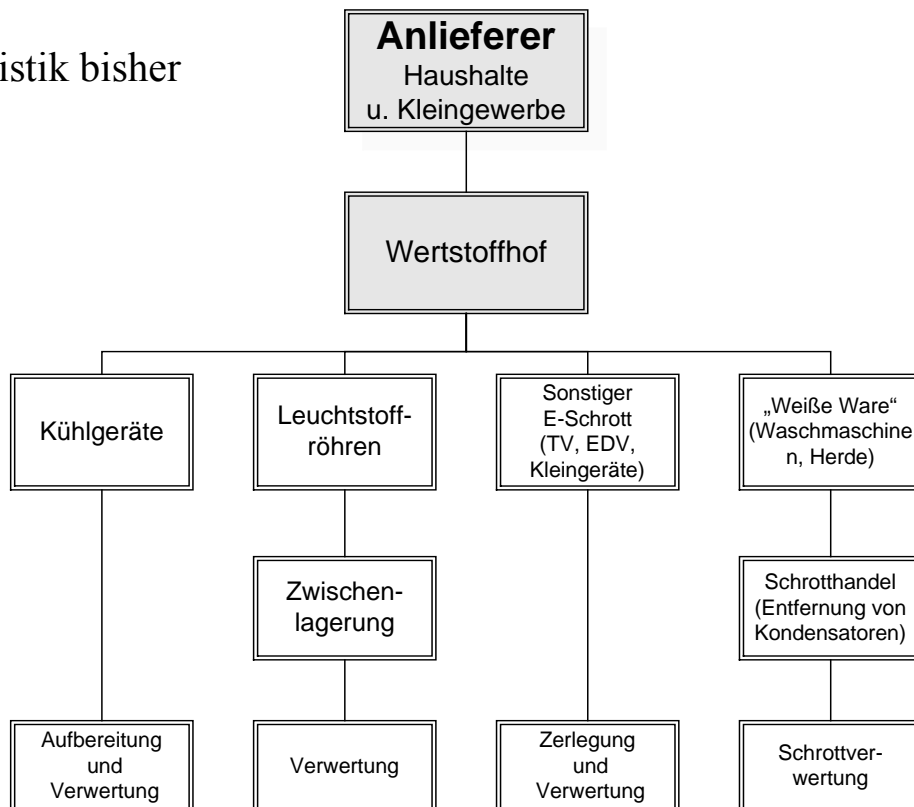 istik bisher
Anlieferer
Haushalte
u. Kleingewerbe
Wertstoffhof
Kühlgeräte
Leuchtstoff-
röhren
Sonstiger
E-Schrott
(TV, EDV,
Kleingeräte)
„Weiße Ware“
(Waschmaschine
n, Herde)
Zwischen-
lagerung
Schrotthandel
(Entfernung von
Kondensatoren)
Aufbereitung
und
Verwertung
Verwertung
Zerlegung
und
Verwertung
Schrottver-
wertung